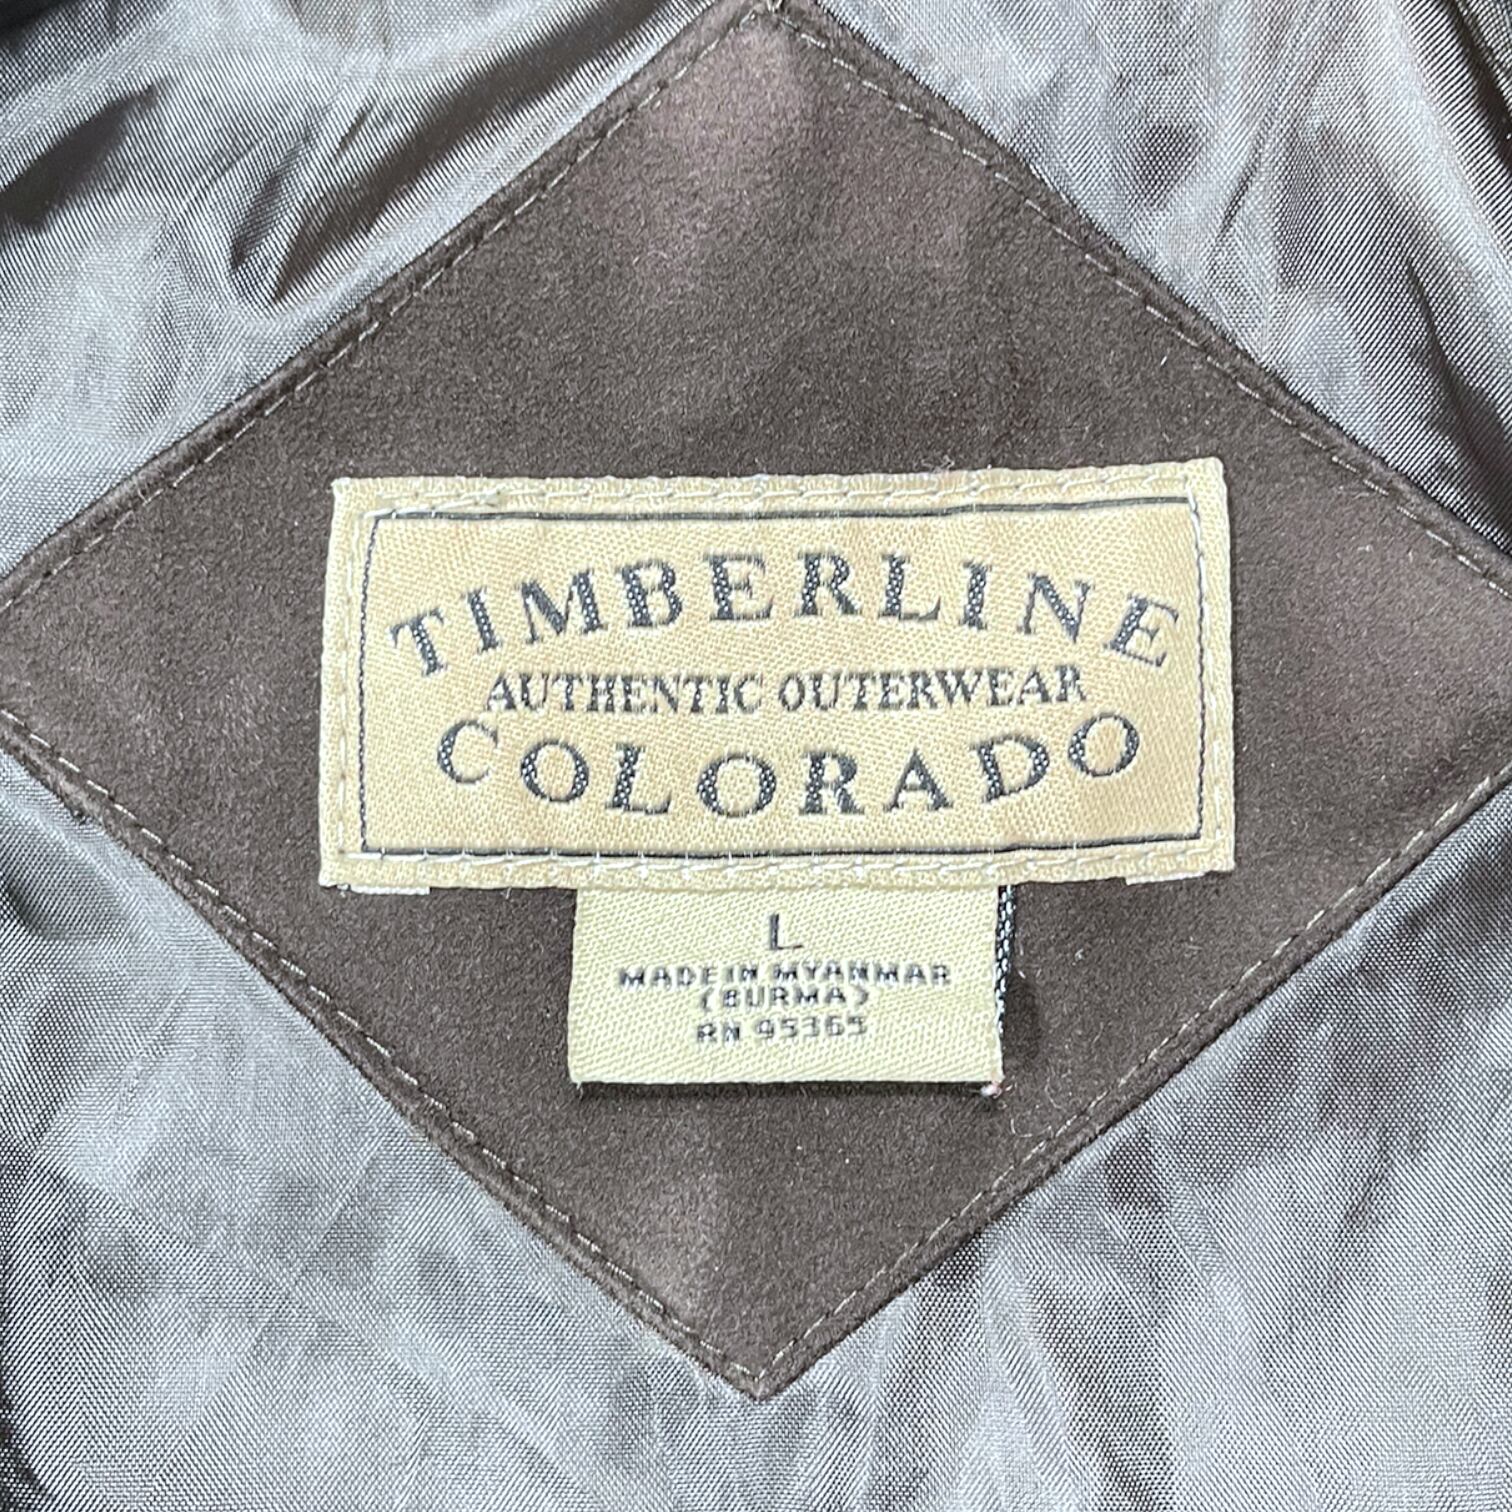 TIMBERLINE
AUTHENTIC OUTERWEAR
COLORADO
L
MADE IN MYANMAR
(BURMA)
RN 95365